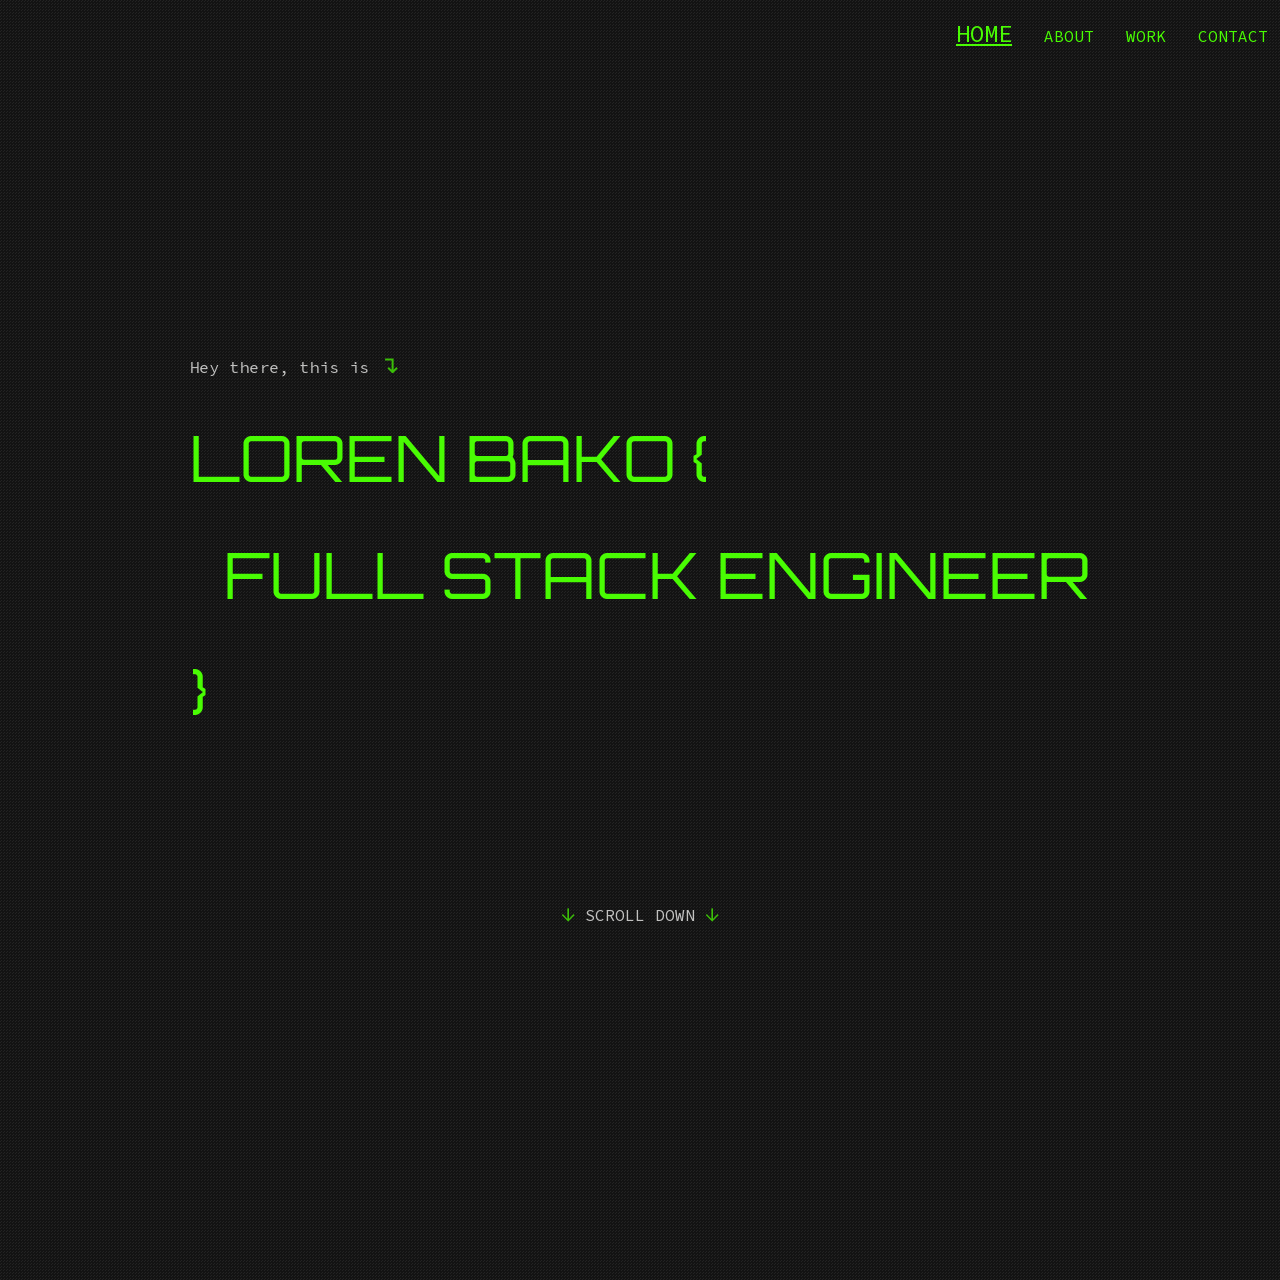 HOME ABOUT WORK CONTACT
Hey there, this is ↴
LOREN BAKO {
FULL STACK ENGINEER
}
↓ SCROLL DOWN ↓